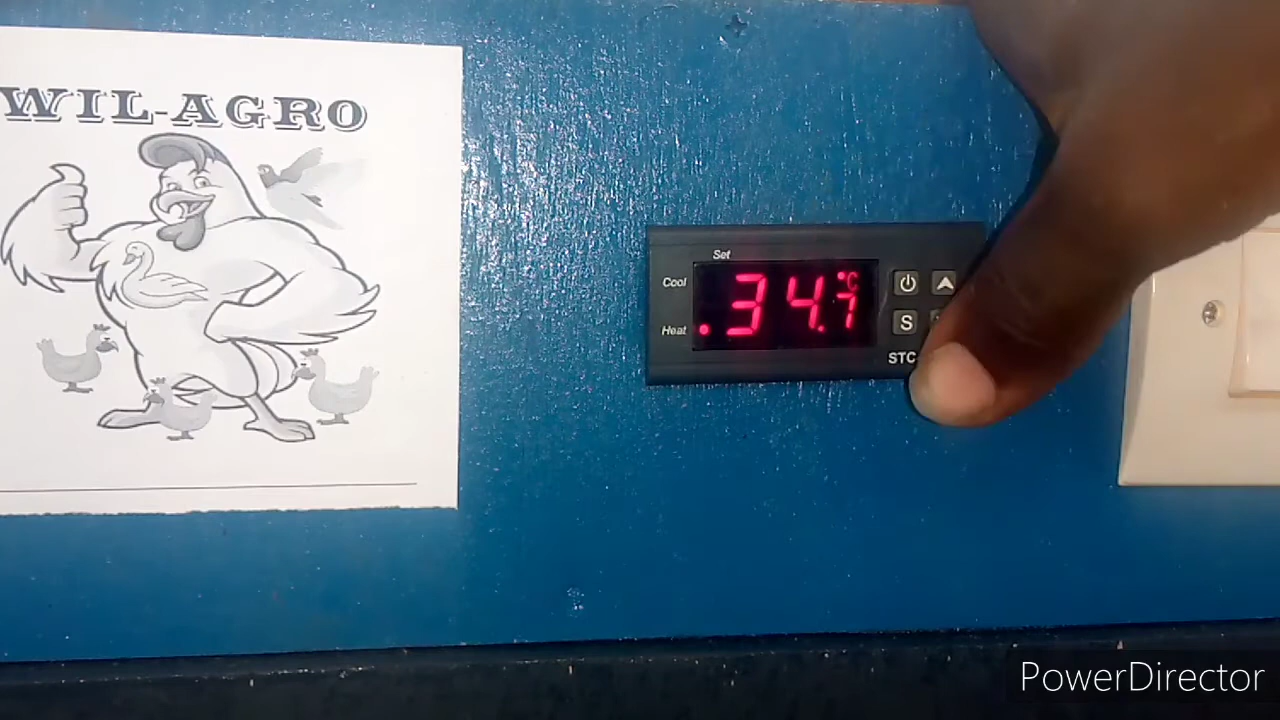 WIL-AGRO
Set
Cool
Heat
34.7
°C
S
STC
PowerDirector